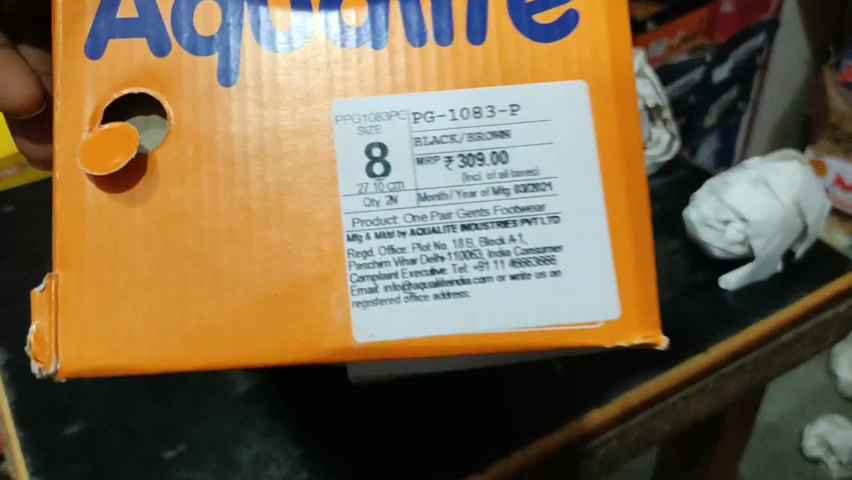 Aqualite
PPG1083PC
SIZE
8
27.10 cm
Qty. 2N
PG-1083-P
BLACK/BROWN
MRP ₹ 309.00
(Incl. of all taxes)
Month/Year of Mfg: 03/2021
Product: One Pair Gents Footwear
Mfg & Mktd by AQUALITE INDUSTRIES PVT LTD
Regd. Office: Plot No. 18 B, Block A-1,
Paschim Vihar Delhi-110063, India Consumer
Complaint Executive. Tel: +91 11 46663666
Email: info@aqualiteindia.com or write us on
registered office address.